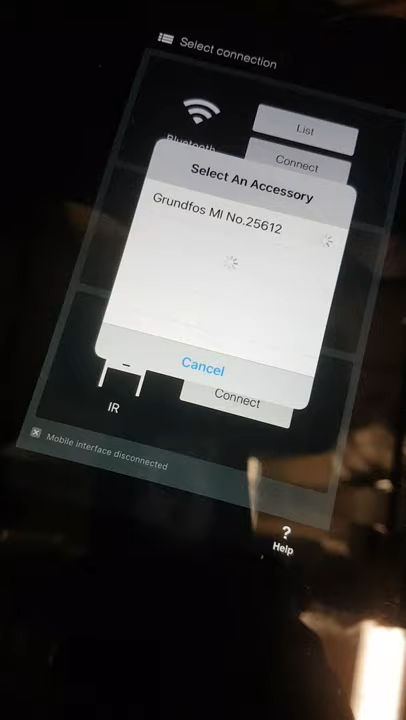 Select connection
List
Bluetooth
Connect
Select An Accessory
Grundfos MI No.25612
Cancel
Connect
IR
Mobile interface disconnected
?
Help